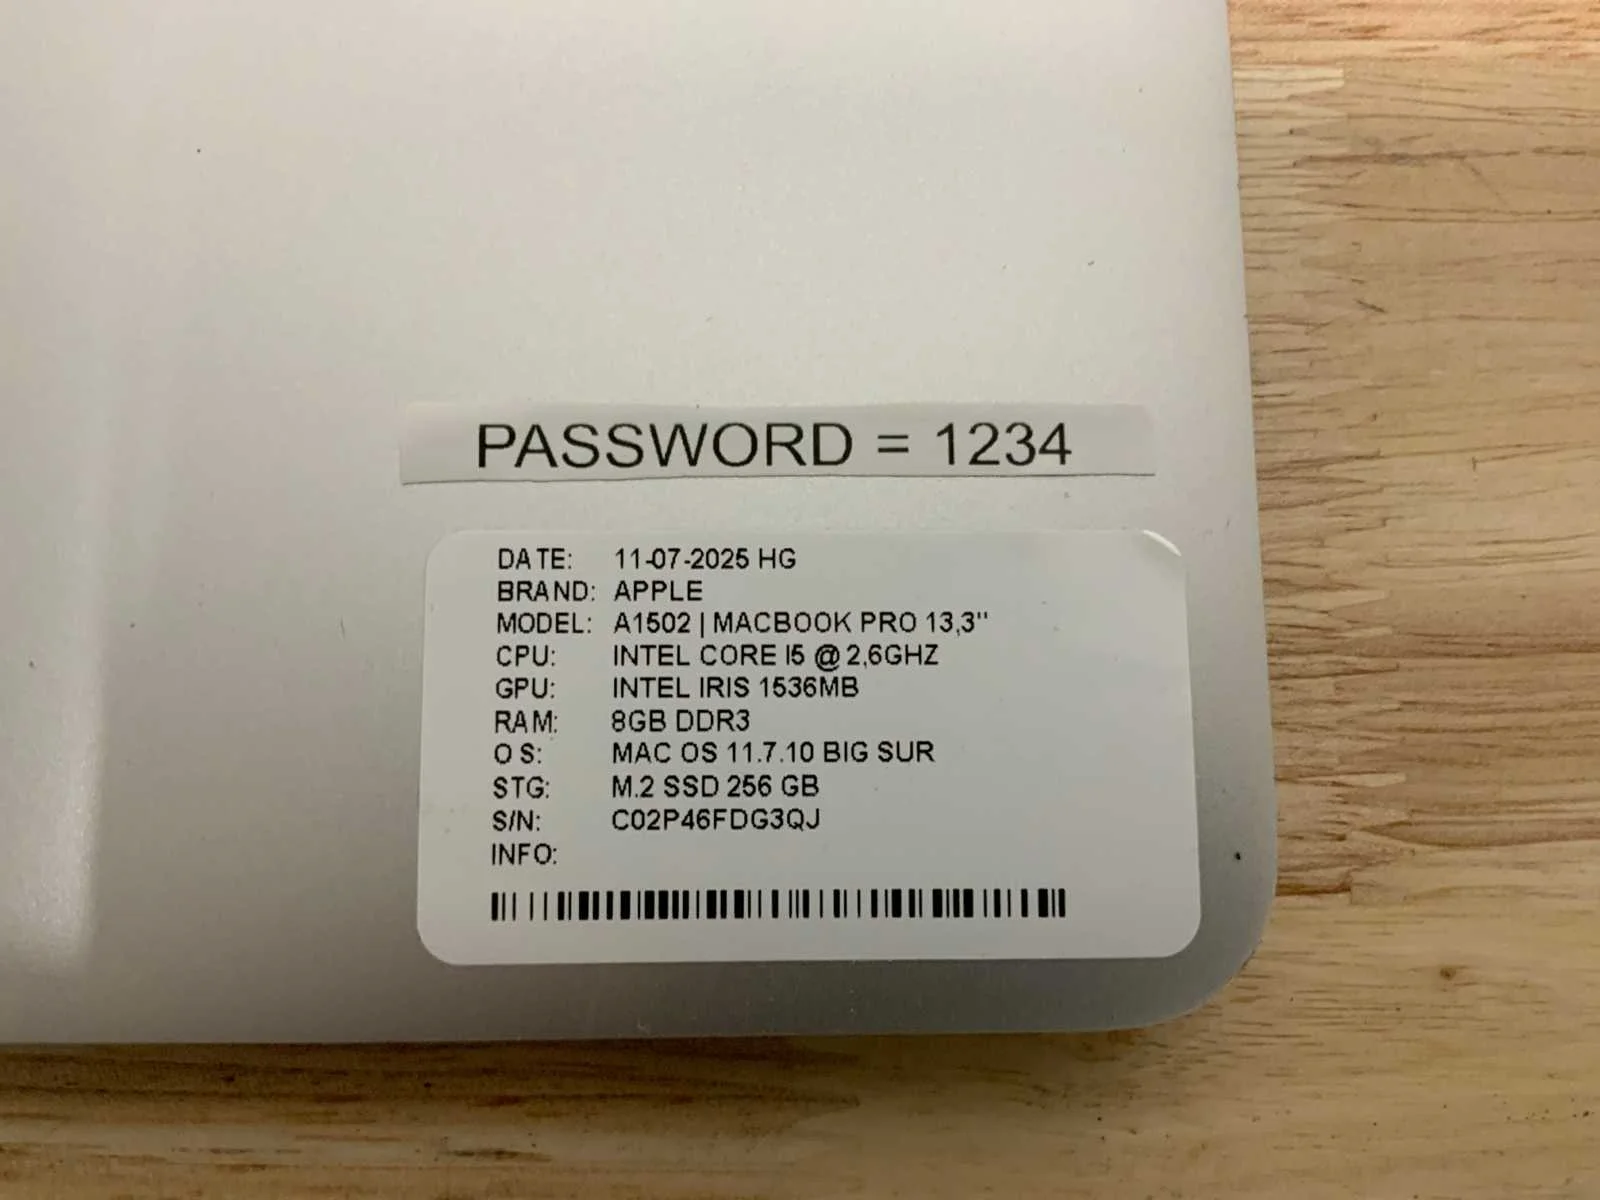 PASSWORD = 1234
DATE: 11-07-2025 HG
BRAND: APPLE
MODEL: A1502 | MACBOOK PRO 13,3"
CPU: INTEL CORE I5 @ 2,6GHZ
GPU: INTEL IRIS 1536MB
RAM: 8GB DDR3
OS: MAC OS 11.7.10 BIG SUR
STG: M.2 SSD 256 GB
S/N: C02P46FDG3QJ
INFO: